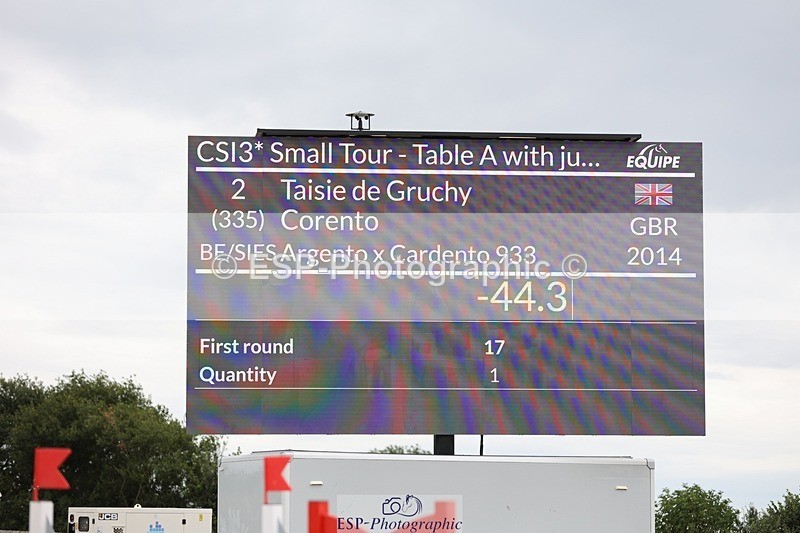 CSI3* Small Tour - Table A with ju... EQUIPE
2 Taisie de Gruchy
(335) Corento GBR
BE/SIES Argento x Cardento 933 2014
© ESP-Photographic ©
-44.3
First round 17
Quantity 1
JCB
ESP-Photographic